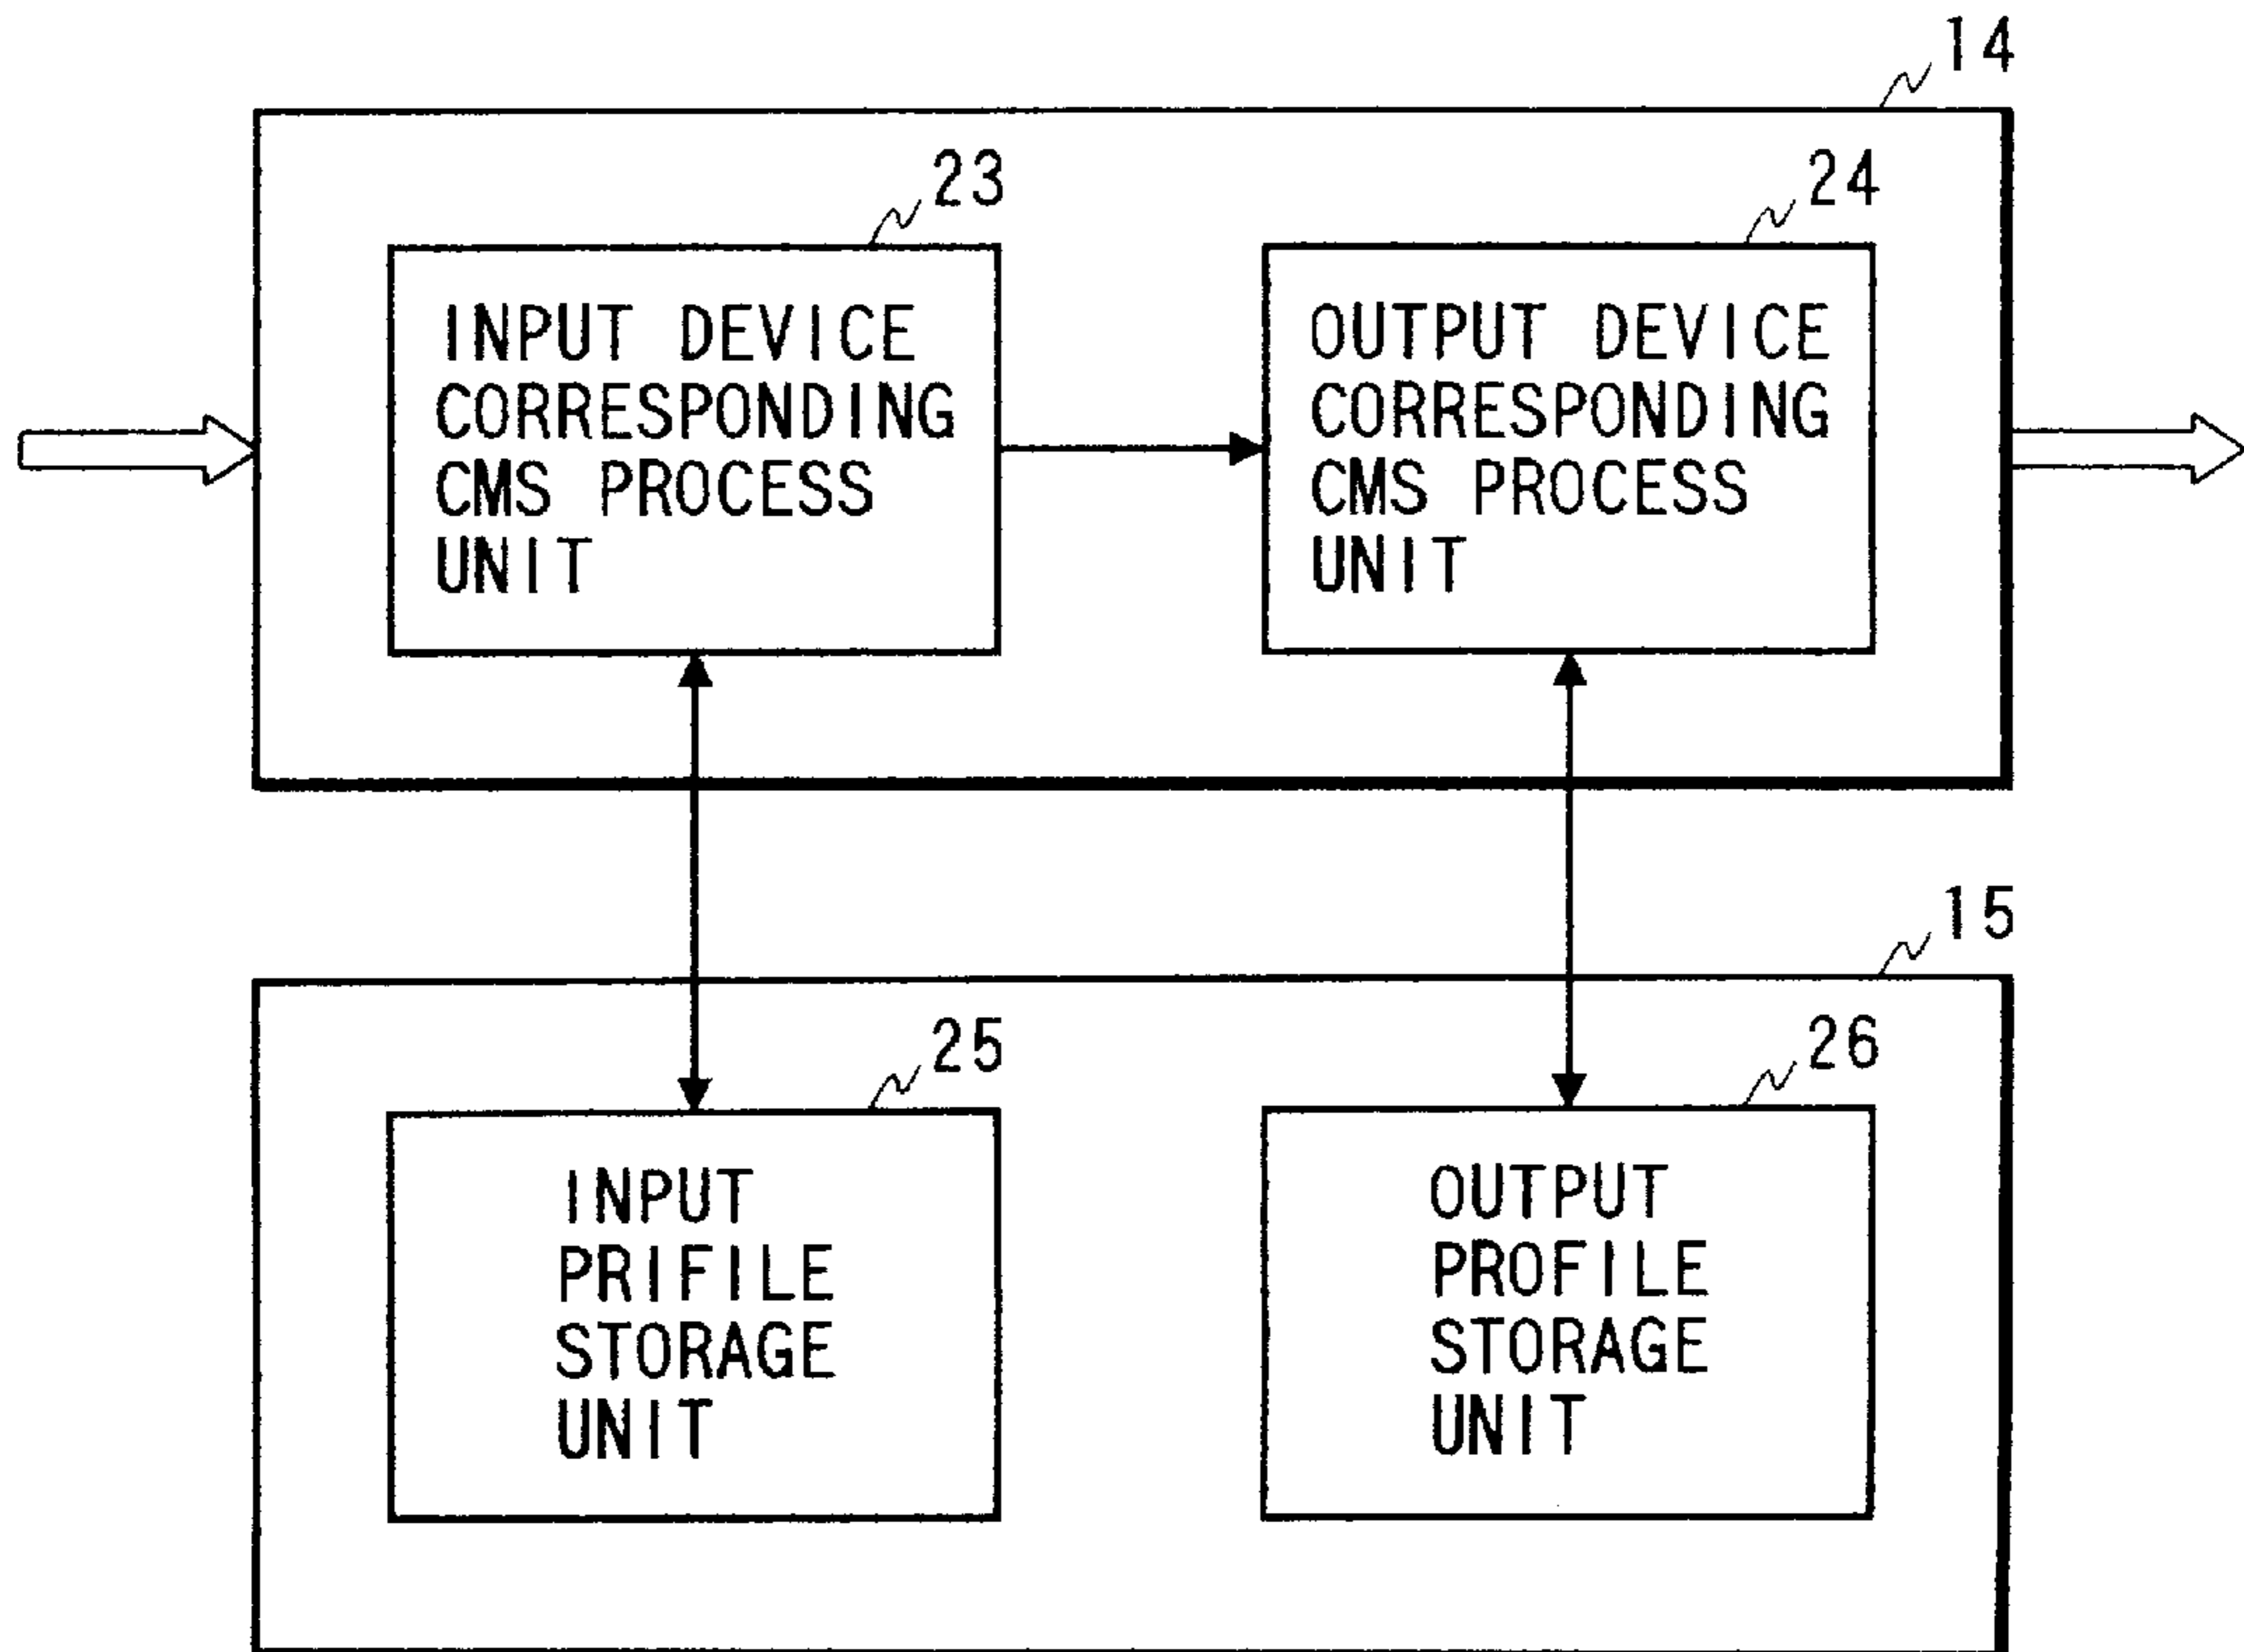 14
23
INPUT DEVICE
CORRESPONDING
CMS PROCESS
UNIT
24
OUTPUT DEVICE
CORRESPONDING
CMS PROCESS
UNIT
15
25
INPUT
PRIFILE
STORAGE
UNIT
26
OUTPUT
PROFILE
STORAGE
UNIT